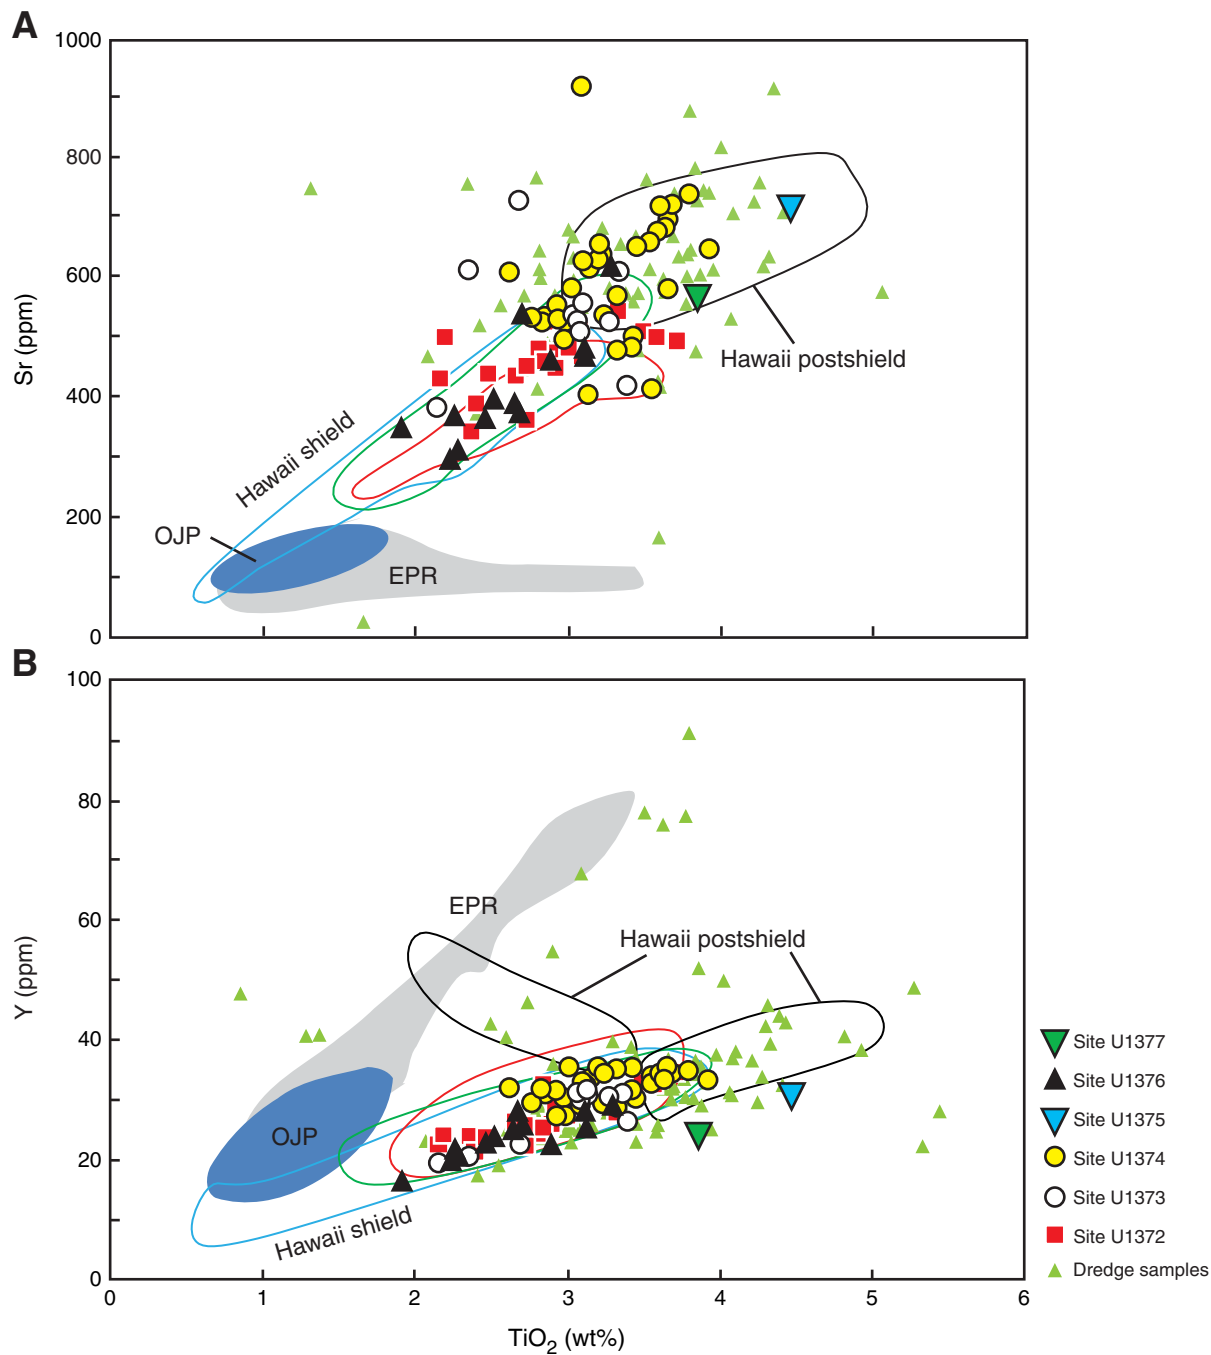 A
1000
800
600
400
200
0
Sr (ppm)
Hawaii postshield
Hawaii shield
OJP
EPR
B
100
80
60
40
20
0
Y (ppm)
EPR
Hawaii postshield
OJP
Hawaii shield
0 1 2 3 4 5 6
TiO2 (wt%)
Site U1377
Site U1376
Site U1375
Site U1374
Site U1373
Site U1372
Dredge samples